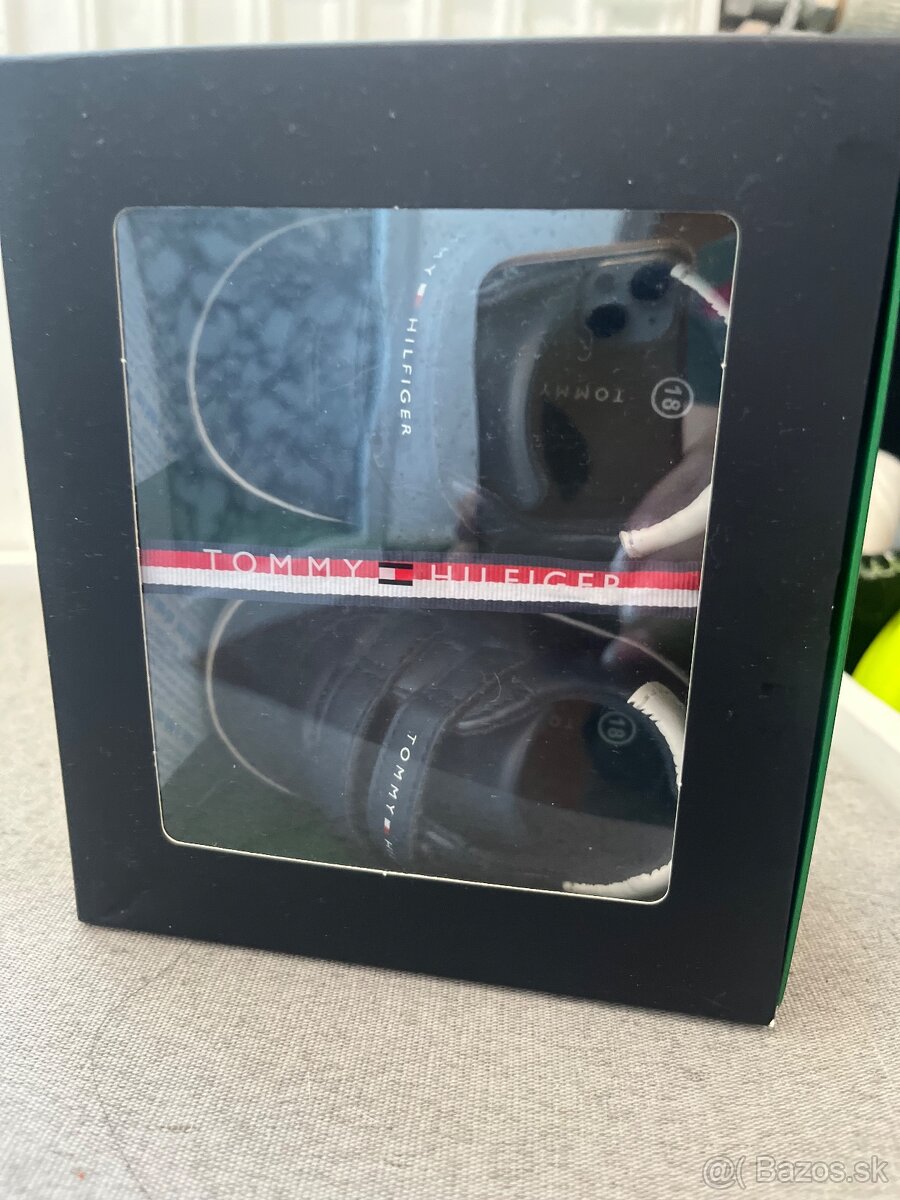 Y HILFIGER
TOMMY
18
TOMMY HILFIGER
TOMMY H
18
@( Bazos.sk